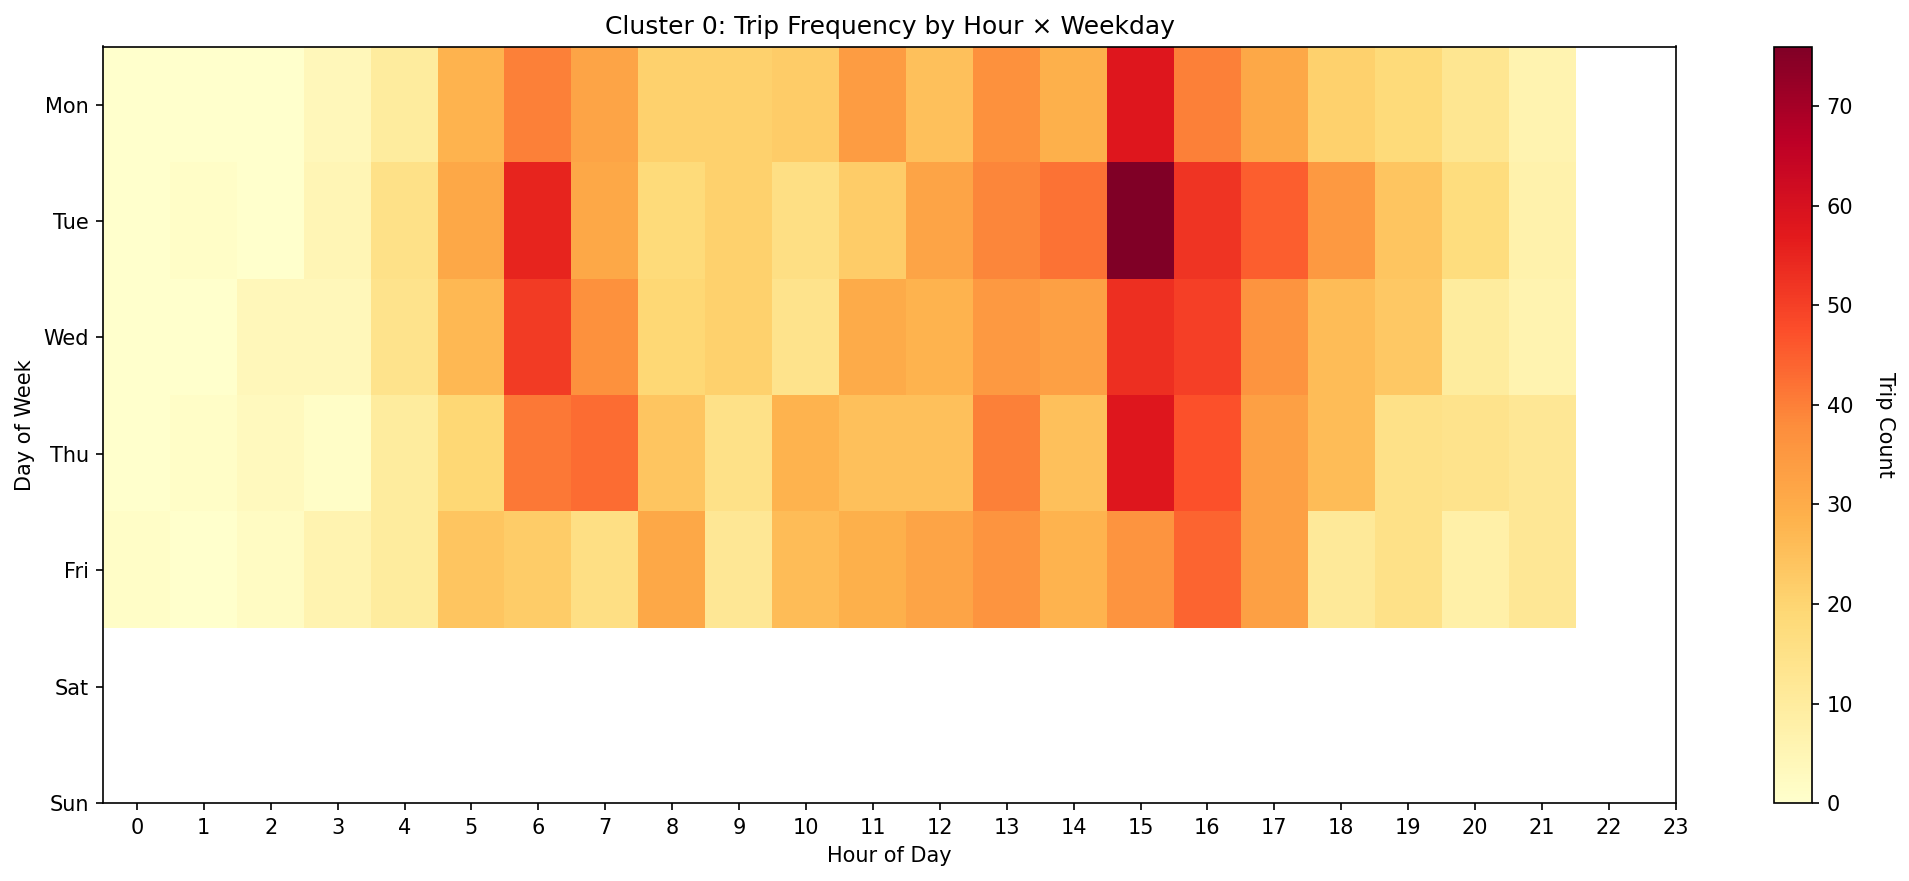 Cluster 0: Trip Frequency by Hour × Weekday
Day of Week
Mon
Tue
Wed
Thu
Fri
Sat
Sun
0 1 2 3 4 5 6 7 8 9 10 11 12 13 14 15 16 17 18 19 20 21 22 23
Hour of Day
70
60
50
40
30
20
10
0
Trip Count